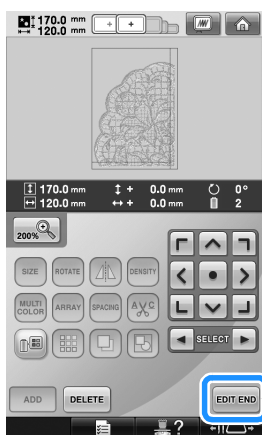 170.0 mm
120.0 mm
170.0 mm + 0.0 mm 0°
120.0 mm + 0.0 mm 2
200%
SIZE ROTATE DENSITY
MULTI COLOR ARRAY SPACING A C
SELECT
ADD DELETE EDIT END
?